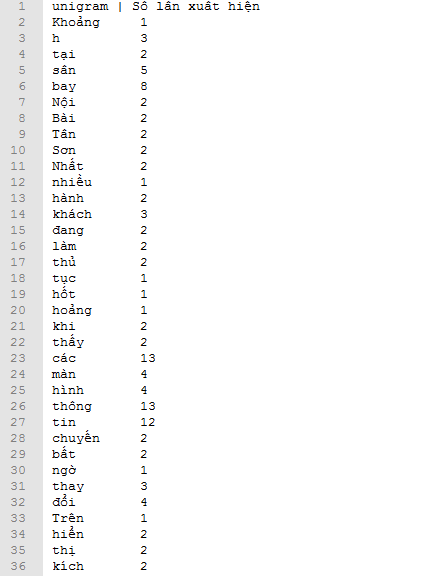 1 unigram | Số lần xuất hiện
2 Khoảng 1
3 h 3
4 tại 2
5 sân 5
6 bay 8
7 Nội 2
8 Bài 2
9 Tân 2
10 Sơn 2
11 Nhất 2
12 nhiều 1
13 hành 2
14 khách 3
15 đang 2
16 làm 2
17 thủ 2
18 tục 1
19 hốt 1
20 hoảng 1
21 khi 2
22 thấy 2
23 các 13
24 màn 4
25 hình 4
26 thông 13
27 tin 12
28 chuyến 2
29 bất 2
30 ngờ 1
31 thay 3
32 đổi 4
33 Trên 1
34 hiển 2
35 thị 2
36 kích 2